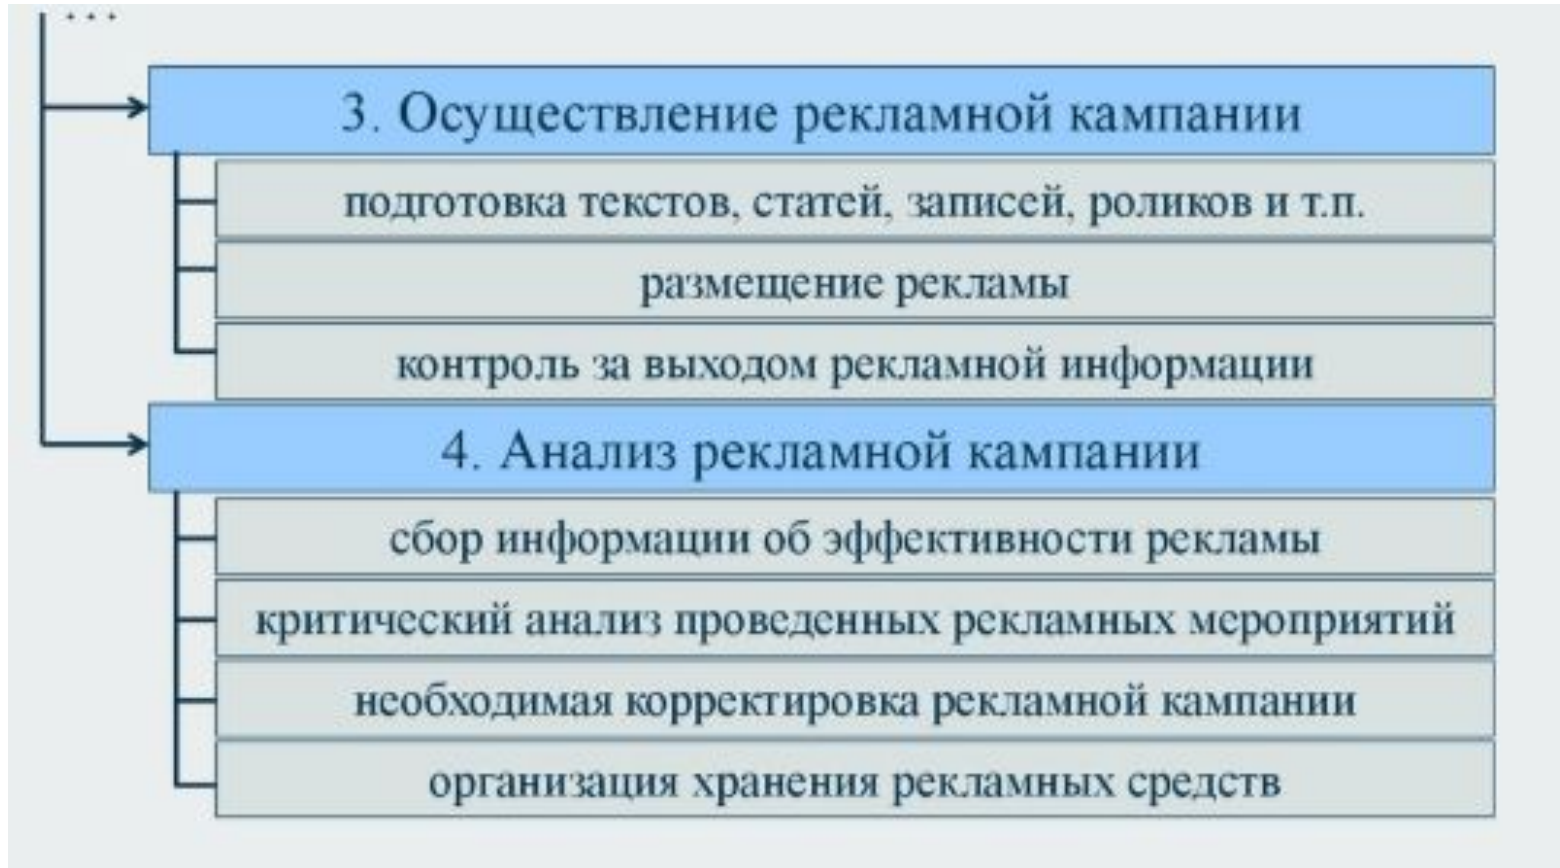 ...
3. Осуществление рекламной кампании
подготовка текстов, статей, записей, роликов и т.п.
размещение рекламы
контроль за выходом рекламной информации
4. Анализ рекламной кампании
сбор информации об эффективности рекламы
критический анализ проведенных рекламных мероприятий
необходимая корректировка рекламной кампании
организация хранения рекламных средств